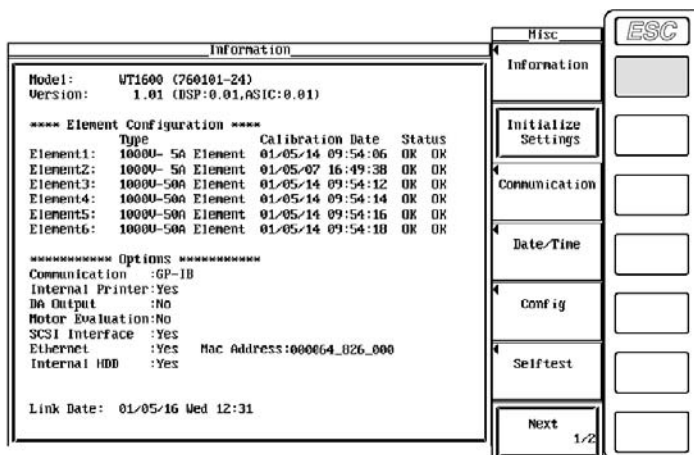 Information
Model: WT1600 (760101-24)
Version: 1.01 (DSP:0.01,ASIC:0.01)
**** Element Configuration ****
Type Calibration Date Status
Element1: 1000V- 5A Element 01/05/14 09:54:06 OK OK
Element2: 1000V- 5A Element 01/05/07 16:49:38 OK OK
Element3: 1000V-50A Element 01/05/14 09:54:12 OK OK
Element4: 1000V-50A Element 01/05/14 09:54:14 OK OK
Element5: 1000V-50A Element 01/05/14 09:54:16 OK OK
Element6: 1000V-50A Element 01/05/14 09:54:18 OK OK
*********** Options ***********
Communication :GP-IB
Internal Printer:Yes
DA Output :No
Motor Evaluation:No
SCSI Interface :Yes
Ethernet :Yes Mac Address:000064_826_000
Internal HDD :Yes
Link Date: 01/05/16 Wed 12:31
Misc
Information
Initialize
Settings
Communication
Date/Time
Config
Selftest
Next
1/2
ESC